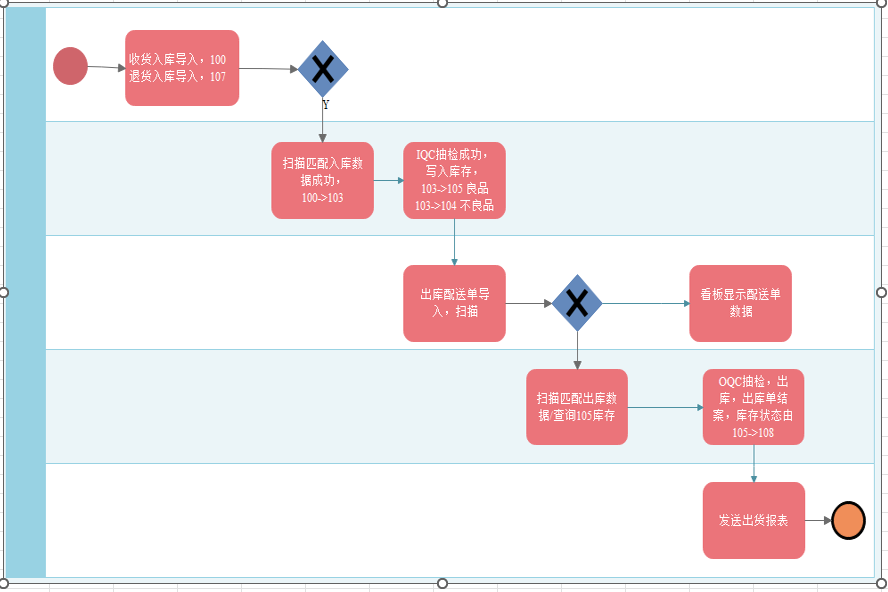 收货入库导入，100
退货入库导入，107
Y
扫描匹配入库数
据成功，
100->103
IQC抽检成功，
写入库存，
103->105 良品
103->104 不良品
出库配送单导
入，扫描
看板显示配送单
数据
扫描匹配出库数
据/查询105库存
OQC抽检，出
库，出库单结
案，库存状态由
105->108
发送出货报表